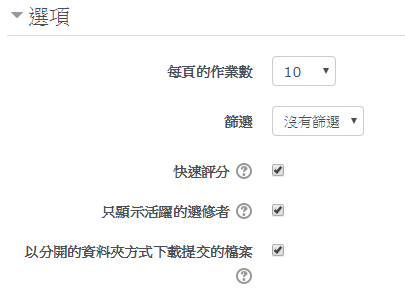 選項
每頁的作業數 10
篩選 沒有篩選
快速評分
只顯示活躍的選修者
以分開的資料夾方式下載提交的檔案